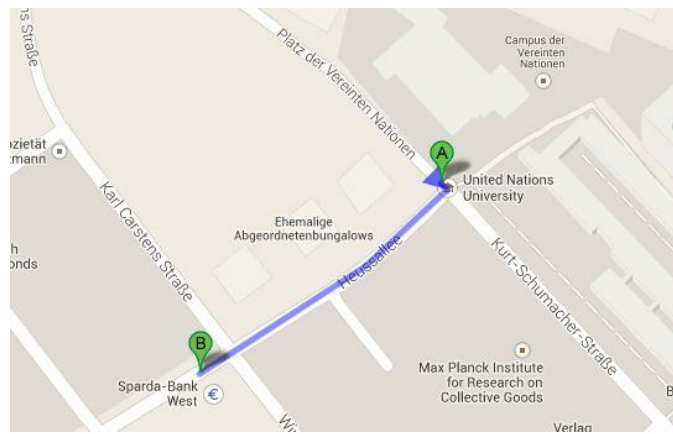 Platz der Vereinten Nationen
Campus der
Vereinten
Nationen
A
United Nations
University
Karl Carstens Straße
Ehemalige
Abgeordnetenbungalows
Heussallee
Kurt-Schumacher-Straße
B
Sparda-Bank
West
€
Max Planck Institute
for Research on
Collective Goods
Verlag
ns Straße
ozietät
tmann
h
onds
Wi
B